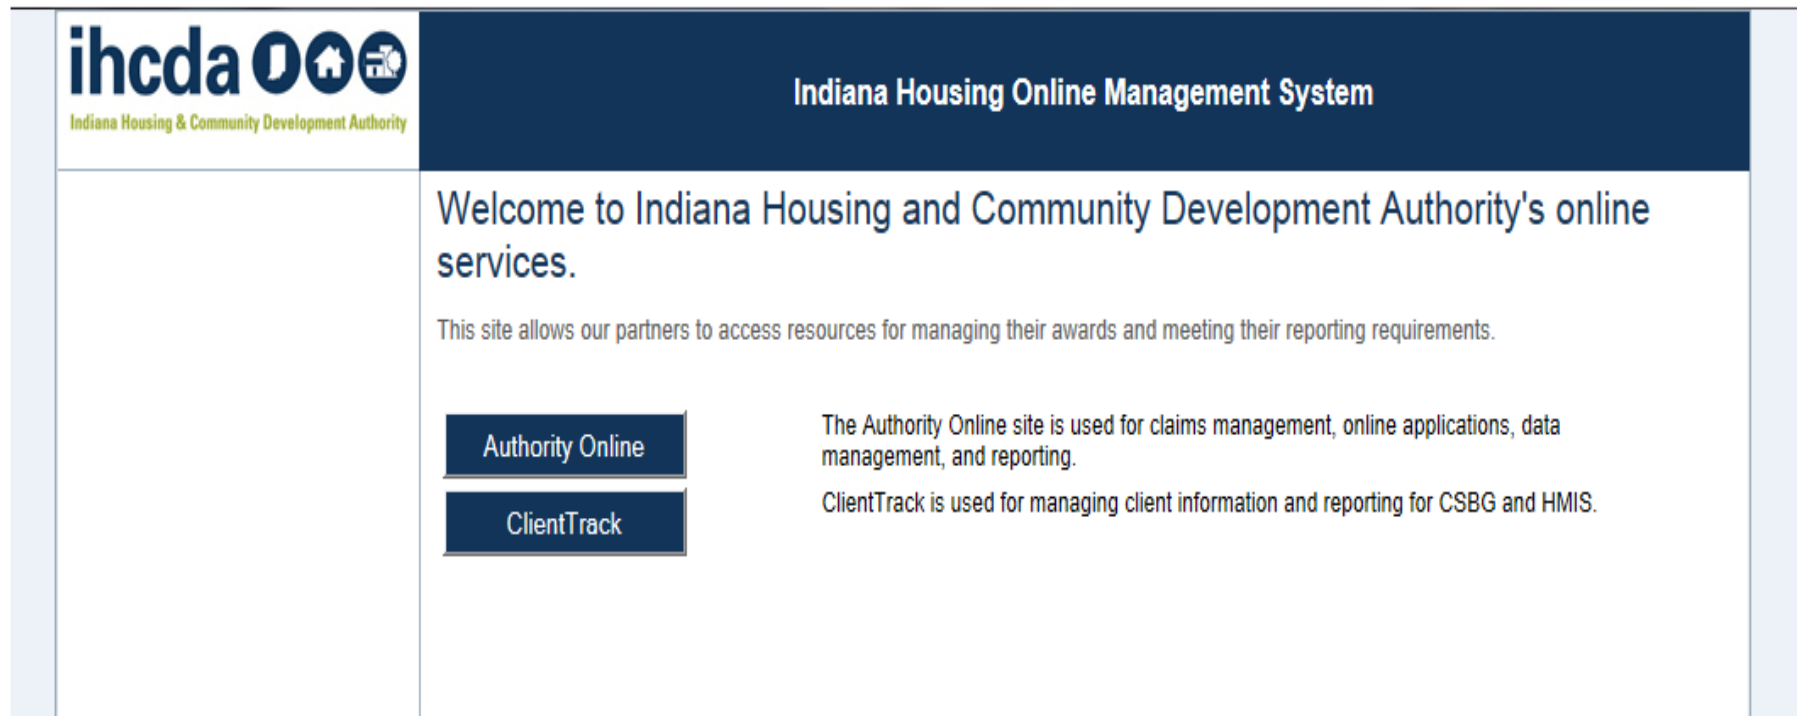 ihcda
Indiana Housing & Community Development Authority
Indiana Housing Online Management System
Welcome to Indiana Housing and Community Development Authority's online
services.
This site allows our partners to access resources for managing their awards and meeting their reporting requirements.
Authority Online
The Authority Online site is used for claims management, online applications, data
management, and reporting.
ClientTrack
ClientTrack is used for managing client information and reporting for CSBG and HMIS.